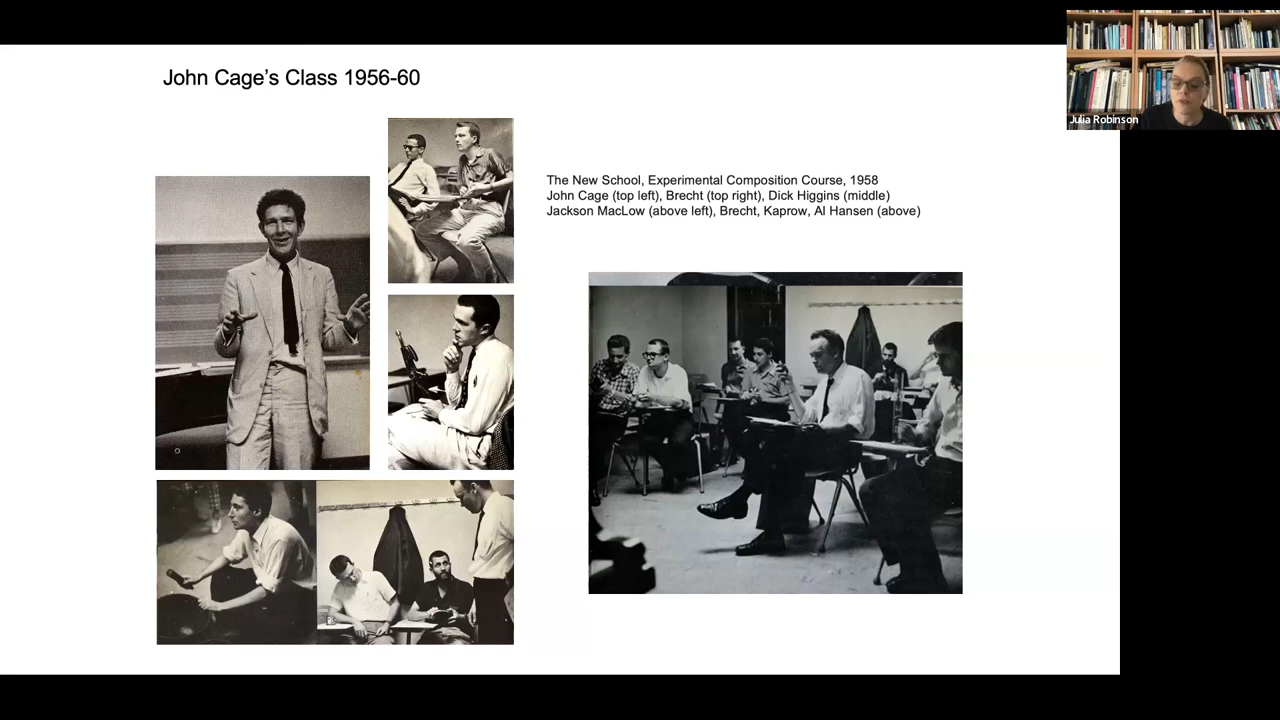 John Cage's Class 1956-60
Julia Robinson
The New School, Experimental Composition Course, 1958
John Cage (top left), Brecht (top right), Dick Higgins (middle)
Jackson MacLow (above left), Brecht, Kaprow, Al Hansen (above)